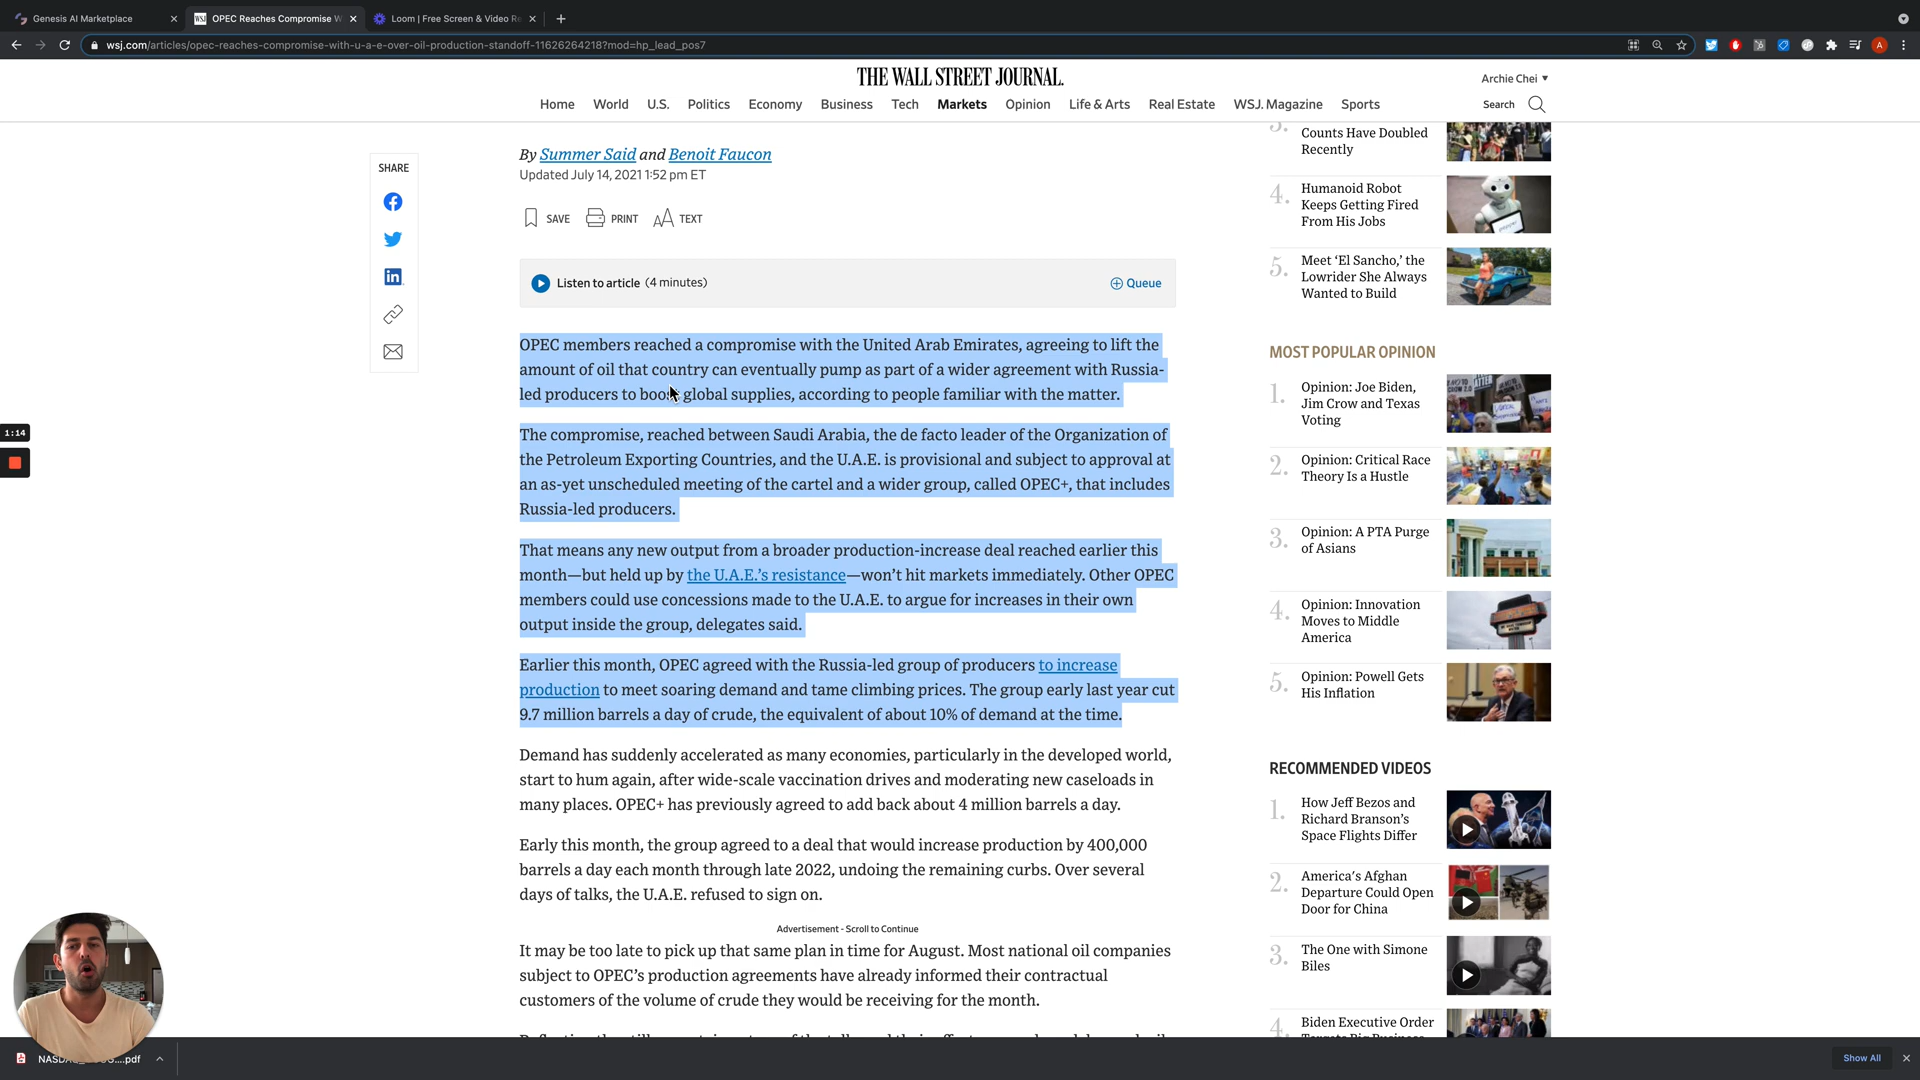 Genesis AI Marketplace
OPEC Reaches Compromise W
Loom | Free Screen & Video Re
wsj.com/articles/opec-reaches-compromise-with-u-a-e-over-oil-production-standoff-11626264218?mod=hp_lead_pos7
A
THE WALL STREET JOURNAL.
Archie Chei
Home World U.S. Politics Economy Business Tech Markets Opinion Life & Arts Real Estate WSJ. Magazine Sports
Search
By Summer Said and Benoit Faucon
Updated July 14, 2021 1:52 pm ET
SAVE PRINT TEXT
SHARE
Listen to article (4 minutes)
Queue
OPEC members reached a compromise with the United Arab Emirates, agreeing to lift the
amount of oil that country can eventually pump as part of a wider agreement with Russia-
led producers to boost global supplies, according to people familiar with the matter.
The compromise, reached between Saudi Arabia, the de facto leader of the Organization of
the Petroleum Exporting Countries, and the U.A.E. is provisional and subject to approval at
an as-yet unscheduled meeting of the cartel and a wider group, called OPEC+, that includes
Russia-led producers.
That means any new output from a broader production-increase deal reached earlier this
month—but held up by the U.A.E.'s resistance—won't hit markets immediately. Other OPEC
members could use concessions made to the U.A.E. to argue for increases in their own
output inside the group, delegates said.
Earlier this month, OPEC agreed with the Russia-led group of producers to increase
production to meet soaring demand and tame climbing prices. The group early last year cut
9.7 million barrels a day of crude, the equivalent of about 10% of demand at the time.
Demand has suddenly accelerated as many economies, particularly in the developed world,
start to hum again, after wide-scale vaccination drives and moderating new caseloads in
many places. OPEC+ has previously agreed to add back about 4 million barrels a day.
Early this month, the group agreed to a deal that would increase production by 400,000
barrels a day each month through late 2022, undoing the remaining curbs. Over several
days of talks, the U.A.E. refused to sign on.
Advertisement - Scroll to Continue
It may be too late to pick up that same plan in time for August. Most national oil companies
subject to OPEC's production agreements have already informed their contractual
customers of the volume of crude they would be receiving for the month.
3. Counts Have Doubled
Recently
4. Humanoid Robot
Keeps Getting Fired
From His Jobs
5. Meet 'El Sancho,' the
Lowrider She Always
Wanted to Build
MOST POPULAR OPINION
1. Opinion: Joe Biden,
Jim Crow and Texas
Voting
2. Opinion: Critical Race
Theory Is a Hustle
3. Opinion: A PTA Purge
of Asians
4. Opinion: Innovation
Moves to Middle
America
5. Opinion: Powell Gets
His Inflation
RECOMMENDED VIDEOS
1. How Jeff Bezos and
Richard Branson's
Space Flights Differ
2. America's Afghan
Departure Could Open
Door for China
3. The One with Simone
Biles
4. Biden Executive Order
1:14
.pdf
Show All